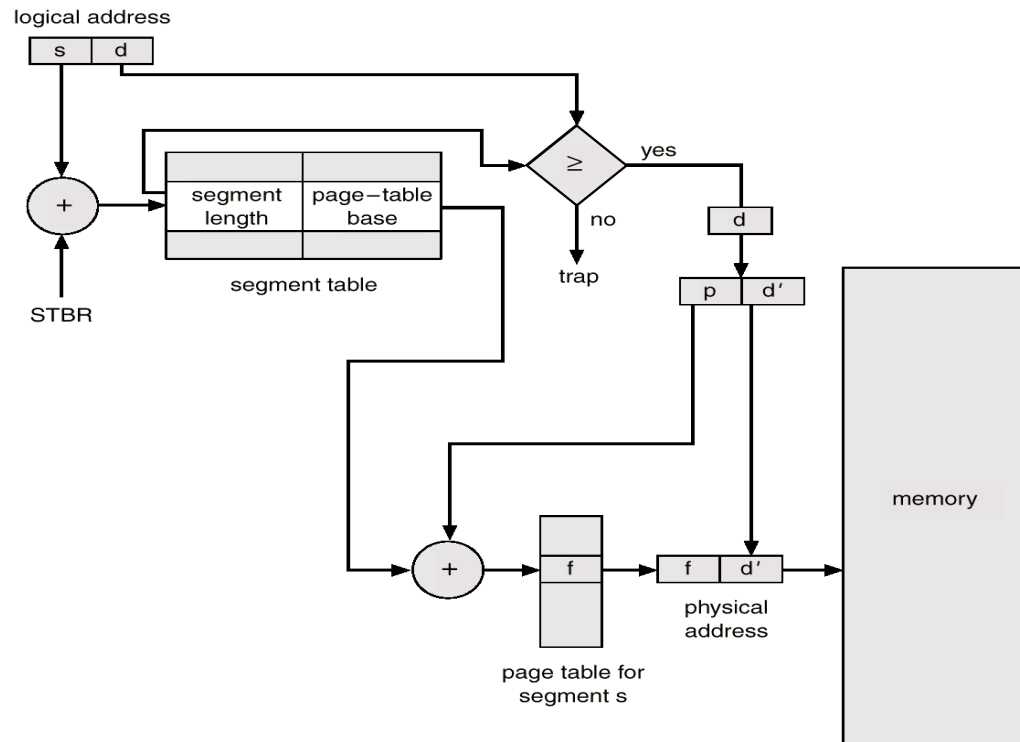 logical address
s d
≥
yes
+
segment length
page–table base
no
d
segment table
trap
STBR
p d′
memory
+
f
f d′
physical
address
page table for
segment s